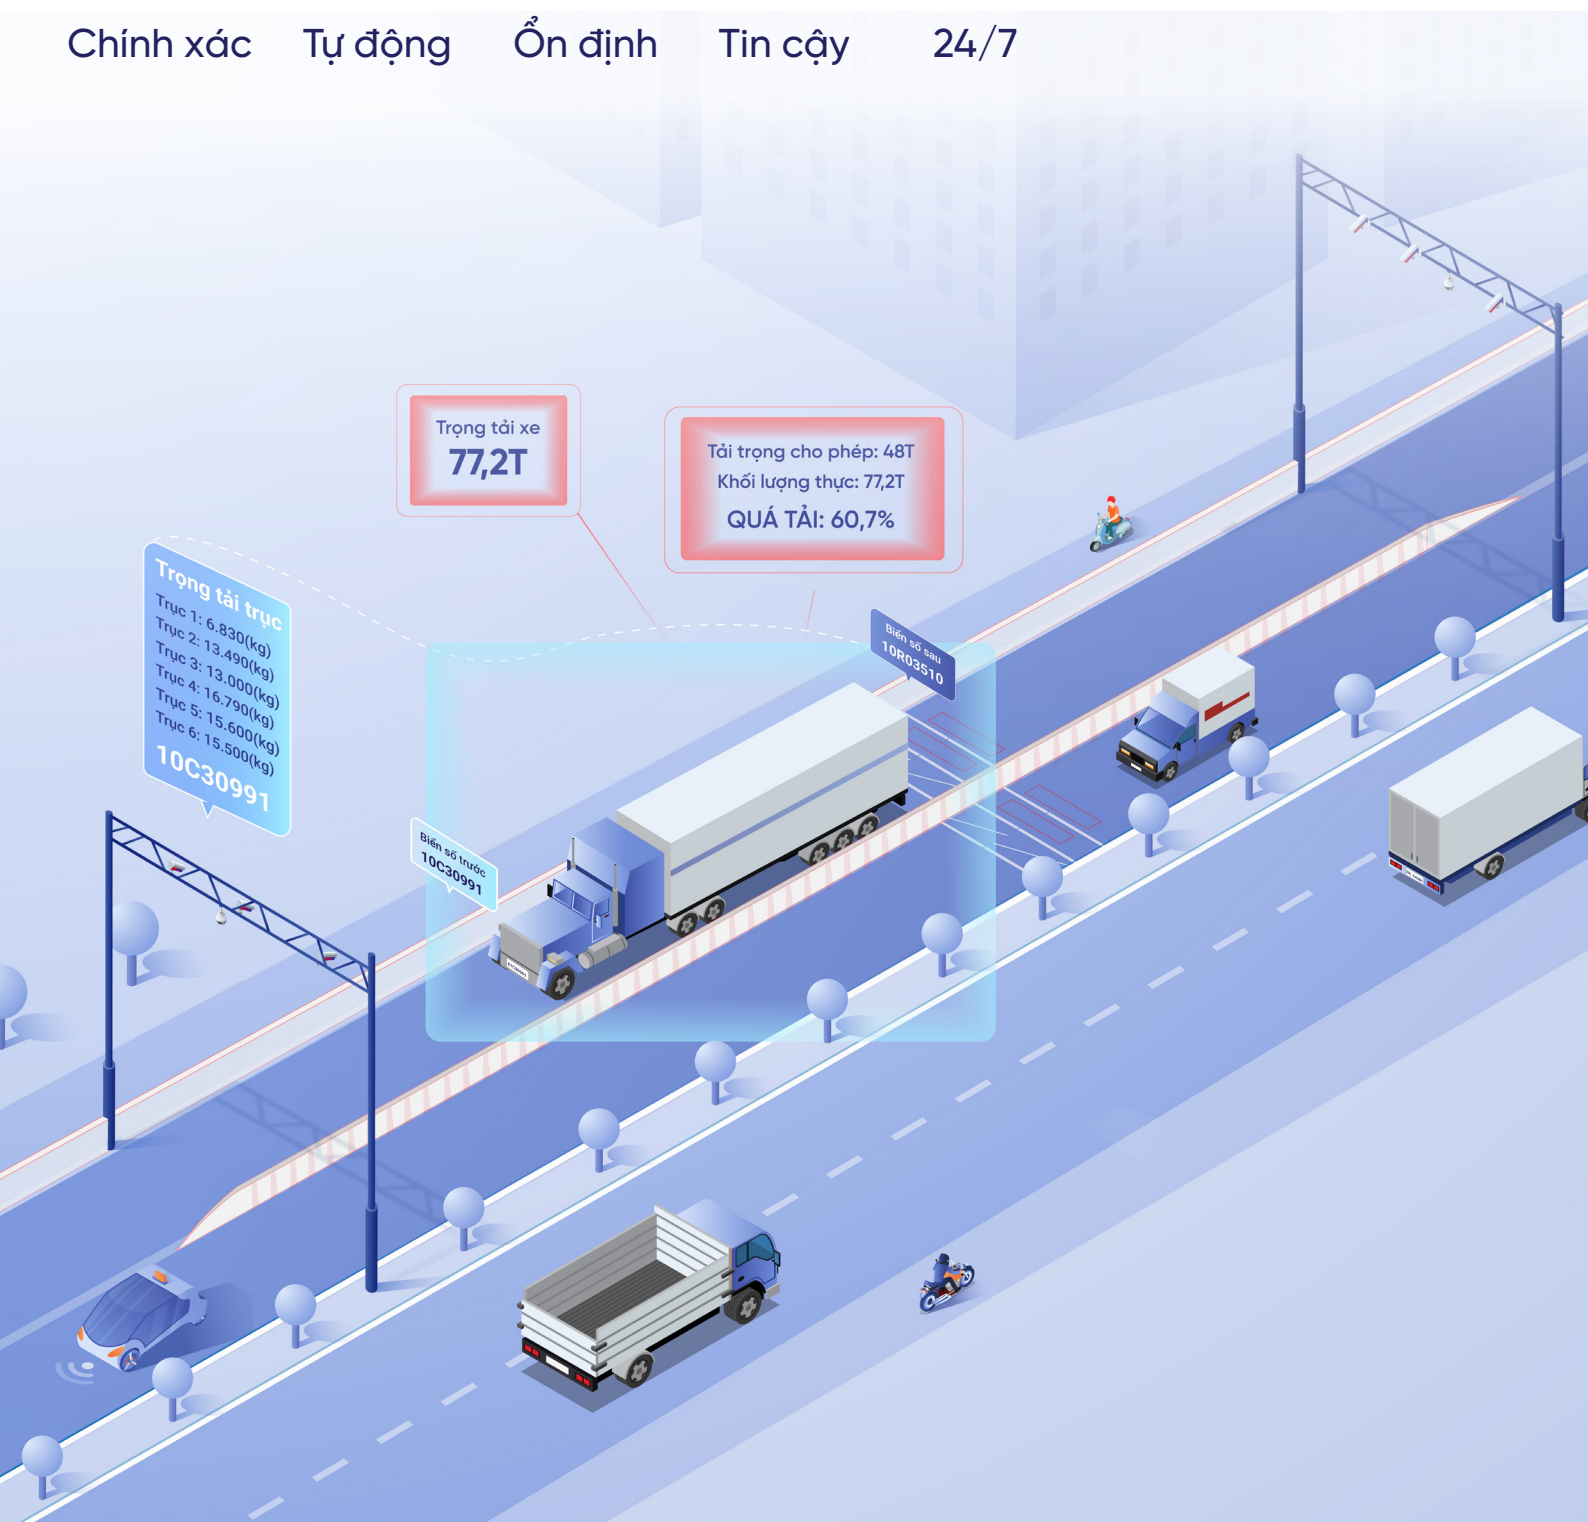 Chính xác Tự động Ổn định Tin cậy 24/7
Trọng tải xe
77,2T
Tải trọng cho phép: 48T
Khối lượng thực: 77,2T
QUÁ TẢI: 60,7%
Trọng tải trục
Trục 1: 6.830(kg)
Trục 2: 13.490(kg)
Trục 3: 13.000(kg)
Trục 4: 16.790(kg)
Trục 5: 15.600(kg)
Trục 6: 15.500(kg)
10C30991
Biển số sau
10R03510
Biển số trước
10C30991